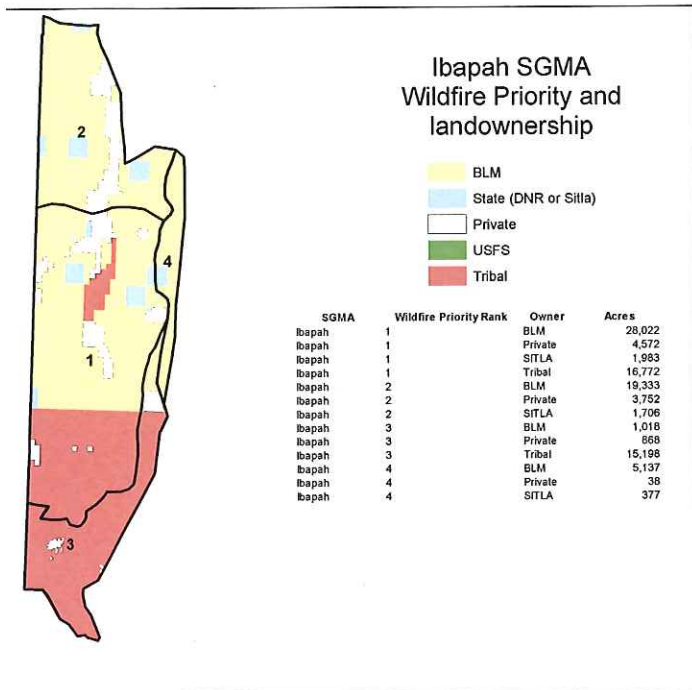 Ibapah SGMA
Wildfire Priority and
landownership
BLM
State (DNR or Sitla)
Private
USFS
Tribal
2
4
1
3
SGMA Wildfire Priority Rank Owner Acres
Ibapah 1 BLM 28,022
Ibapah 1 Private 4,572
Ibapah 1 SITLA 1,983
Ibapah 1 Tribal 16,772
Ibapah 2 BLM 19,333
Ibapah 2 Private 3,752
Ibapah 2 SITLA 1,706
Ibapah 3 BLM 1,018
Ibapah 3 Private 868
Ibapah 3 Tribal 15,198
Ibapah 4 BLM 5,137
Ibapah 4 Private 38
Ibapah 4 SITLA 377